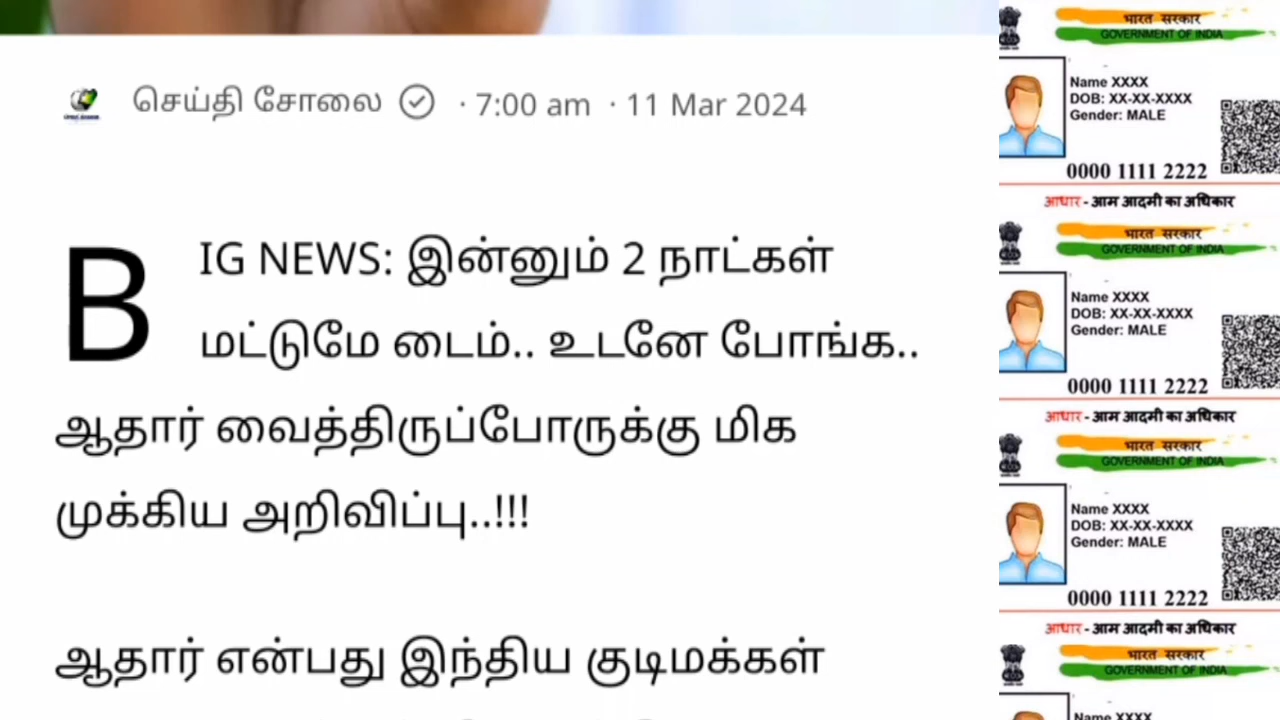 செய்தி சோலை · 7:00 am · 11 Mar 2024
BIG NEWS: இன்னும் 2 நாட்கள்
மட்டுமே டைம்.. உடனே போங்க..
ஆதார் வைத்திருப்போருக்கு மிக
முக்கிய அறிவிப்பு..!!!
ஆதார் என்பது இந்திய குடிமக்கள்
भारत सरकार
GOVERNMENT OF INDIA
Name XXXX
DOB: XX-XX-XXXX
Gender: MALE
0000 1111 2222
आधार - आम आदमी का अधिकार
भारत सरकार
GOVERNMENT OF INDIA
Name XXXX
DOB: XX-XX-XXXX
Gender: MALE
0000 1111 2222
आधार - आम आदमी का अधिकार
भारत सरकार
GOVERNMENT OF INDIA
Name XXXX
DOB: XX-XX-XXXX
Gender: MALE
0000 1111 2222
आधार - आम आदमी का अधिकार
भारत सरकार
GOVERNMENT OF INDIA
Name XXXX